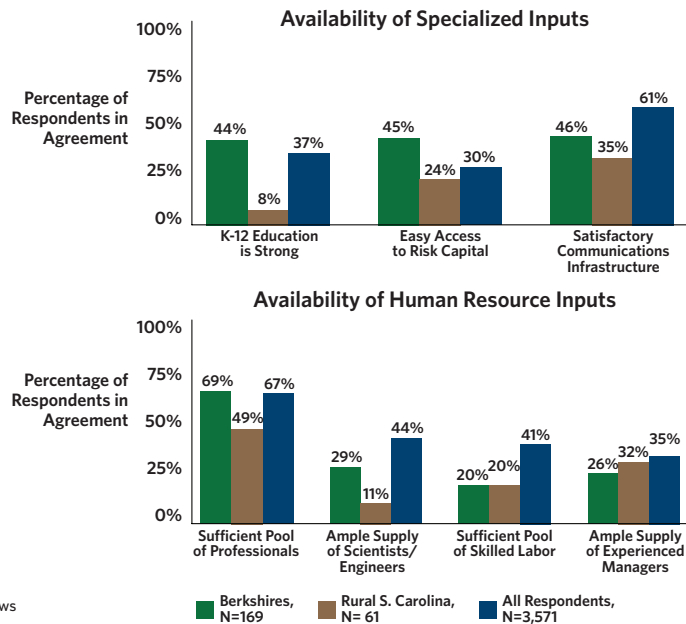 Availability of Specialized Inputs
100%
75%
50%
25%
0%
Percentage of
Respondents in
Agreement
44%
8%
37%
45%
24%
30%
46%
35%
61%
K-12 Education
is Strong
Easy Access
to Risk Capital
Satisfactory
Communications
Infrastructure
Availability of Human Resource Inputs
100%
75%
50%
25%
0%
Percentage of
Respondents in
Agreement
69%
49%
67%
29%
11%
44%
20%
20%
41%
26%
32%
35%
Sufficient Pool
of Professionals
Ample Supply
of Scientists/
Engineers
Sufficient Pool
of Skilled Labor
Ample Supply
of Experienced
Managers
ws
Berkshires,
N=169
Rural S. Carolina,
N= 61
All Respondents,
N=3,571